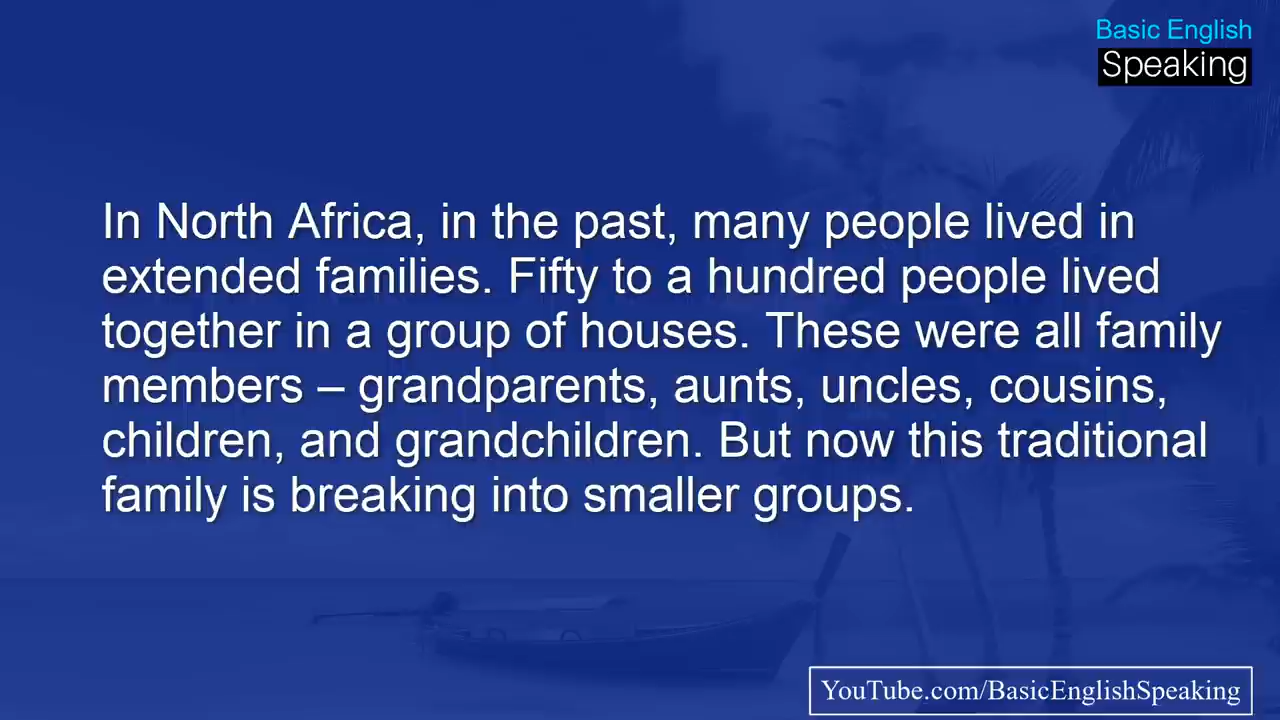 Basic English
Speaking
In North Africa, in the past, many people lived in
extended families. Fifty to a hundred people lived
together in a group of houses. These were all family
members – grandparents, aunts, uncles, cousins,
children, and grandchildren. But now this traditional
family is breaking into smaller groups.
YouTube.com/BasicEnglishSpeaking